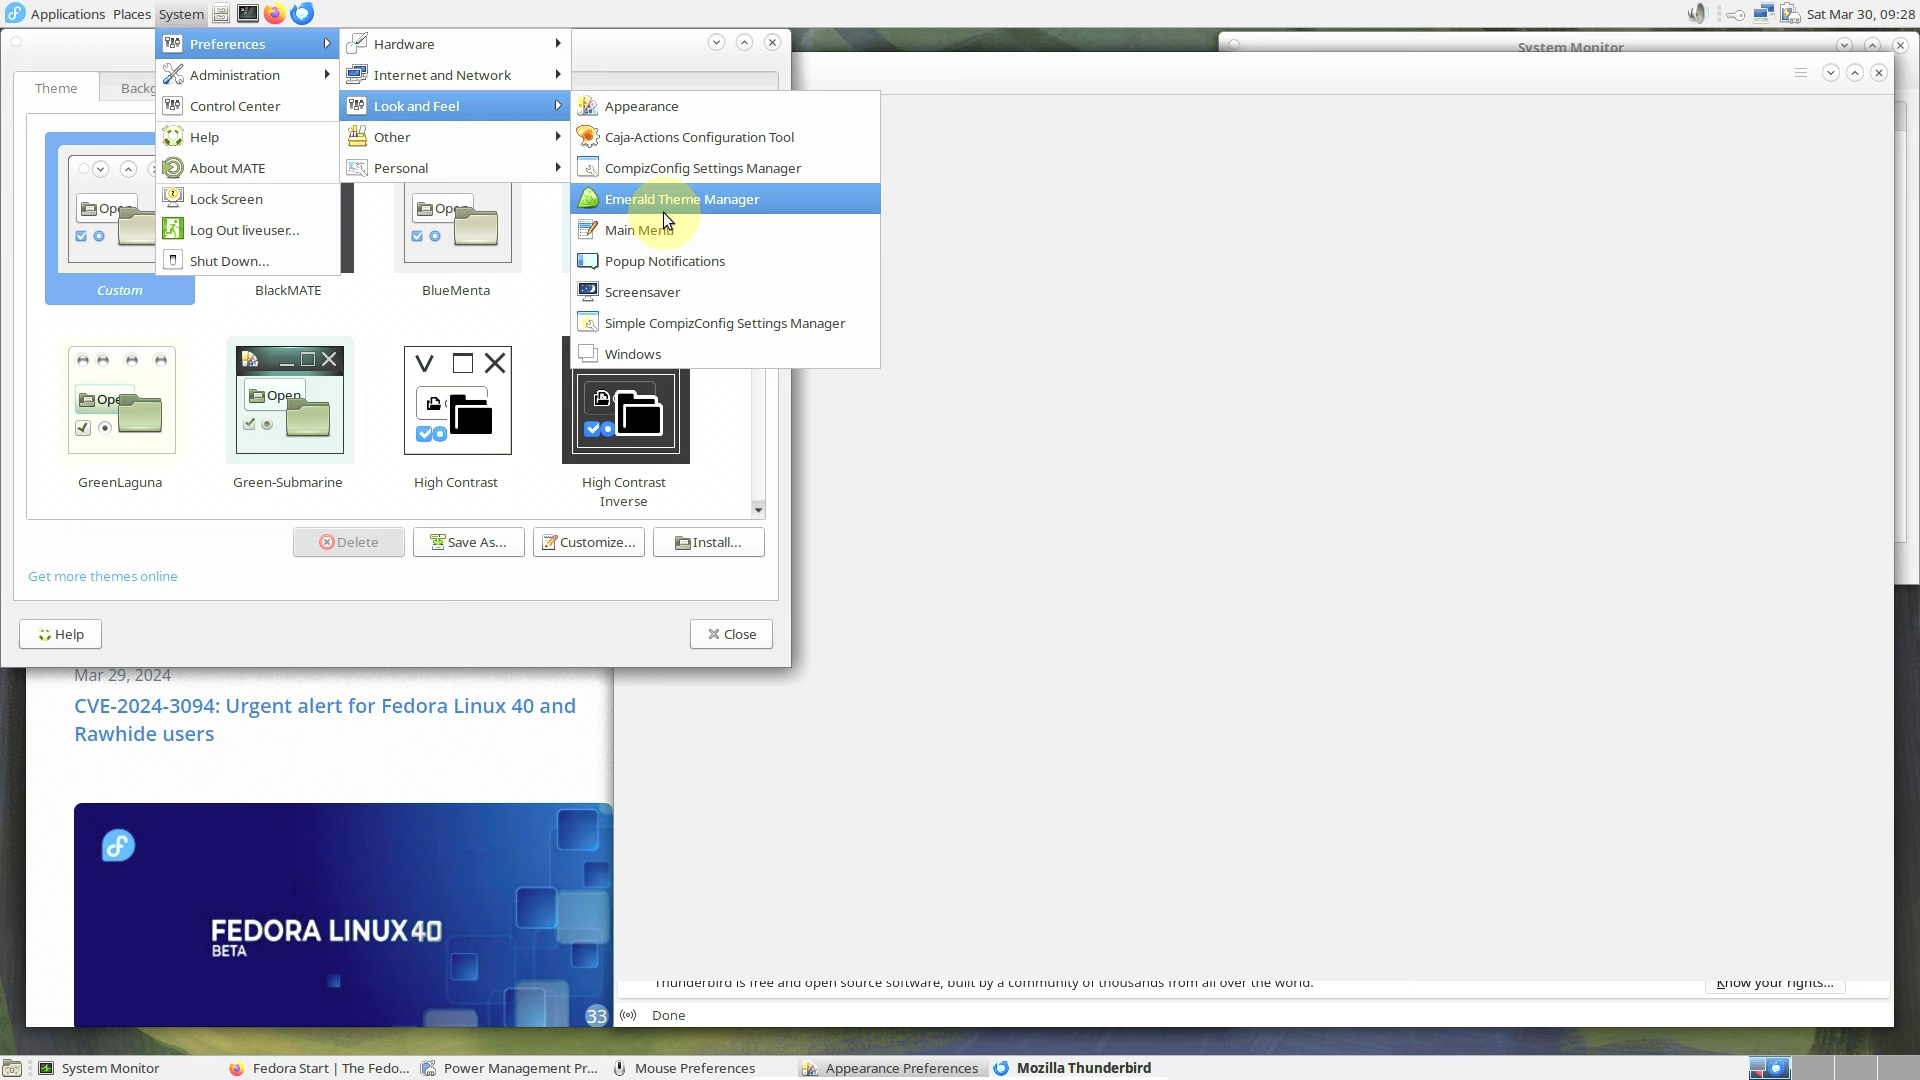 Applications Places System
Sat Mar 30, 09:28
Preferences
Administration
Control Center
Help
About MATE
Lock Screen
Log Out liveuser...
Shut Down...
Hardware
Internet and Network
Look and Feel
Other
Personal
Appearance
Caja-Actions Configuration Tool
CompizConfig Settings Manager
Emerald Theme Manager
Main Menu
Popup Notifications
Screensaver
Simple CompizConfig Settings Manager
Windows
System Monitor
Theme
Custom
BlackMATE
BlueMenta
Open
GreenLaguna
Green-Submarine
High Contrast
High Contrast
Inverse
Delete
Save As...
Customize...
Install...
Get more themes online
Help
Close
Mar 29, 2024
CVE-2024-3094: Urgent alert for Fedora Linux 40 and
Rawhide users
FEDORA LINUX 40
BETA
33
Thunderbird is free and open source software, built by a community of thousands from all over the world.
Know your rights...
Done
System Monitor
Fedora Start | The Fedo...
Power Management Pr...
Mouse Preferences
Appearance Preferences
Mozilla Thunderbird